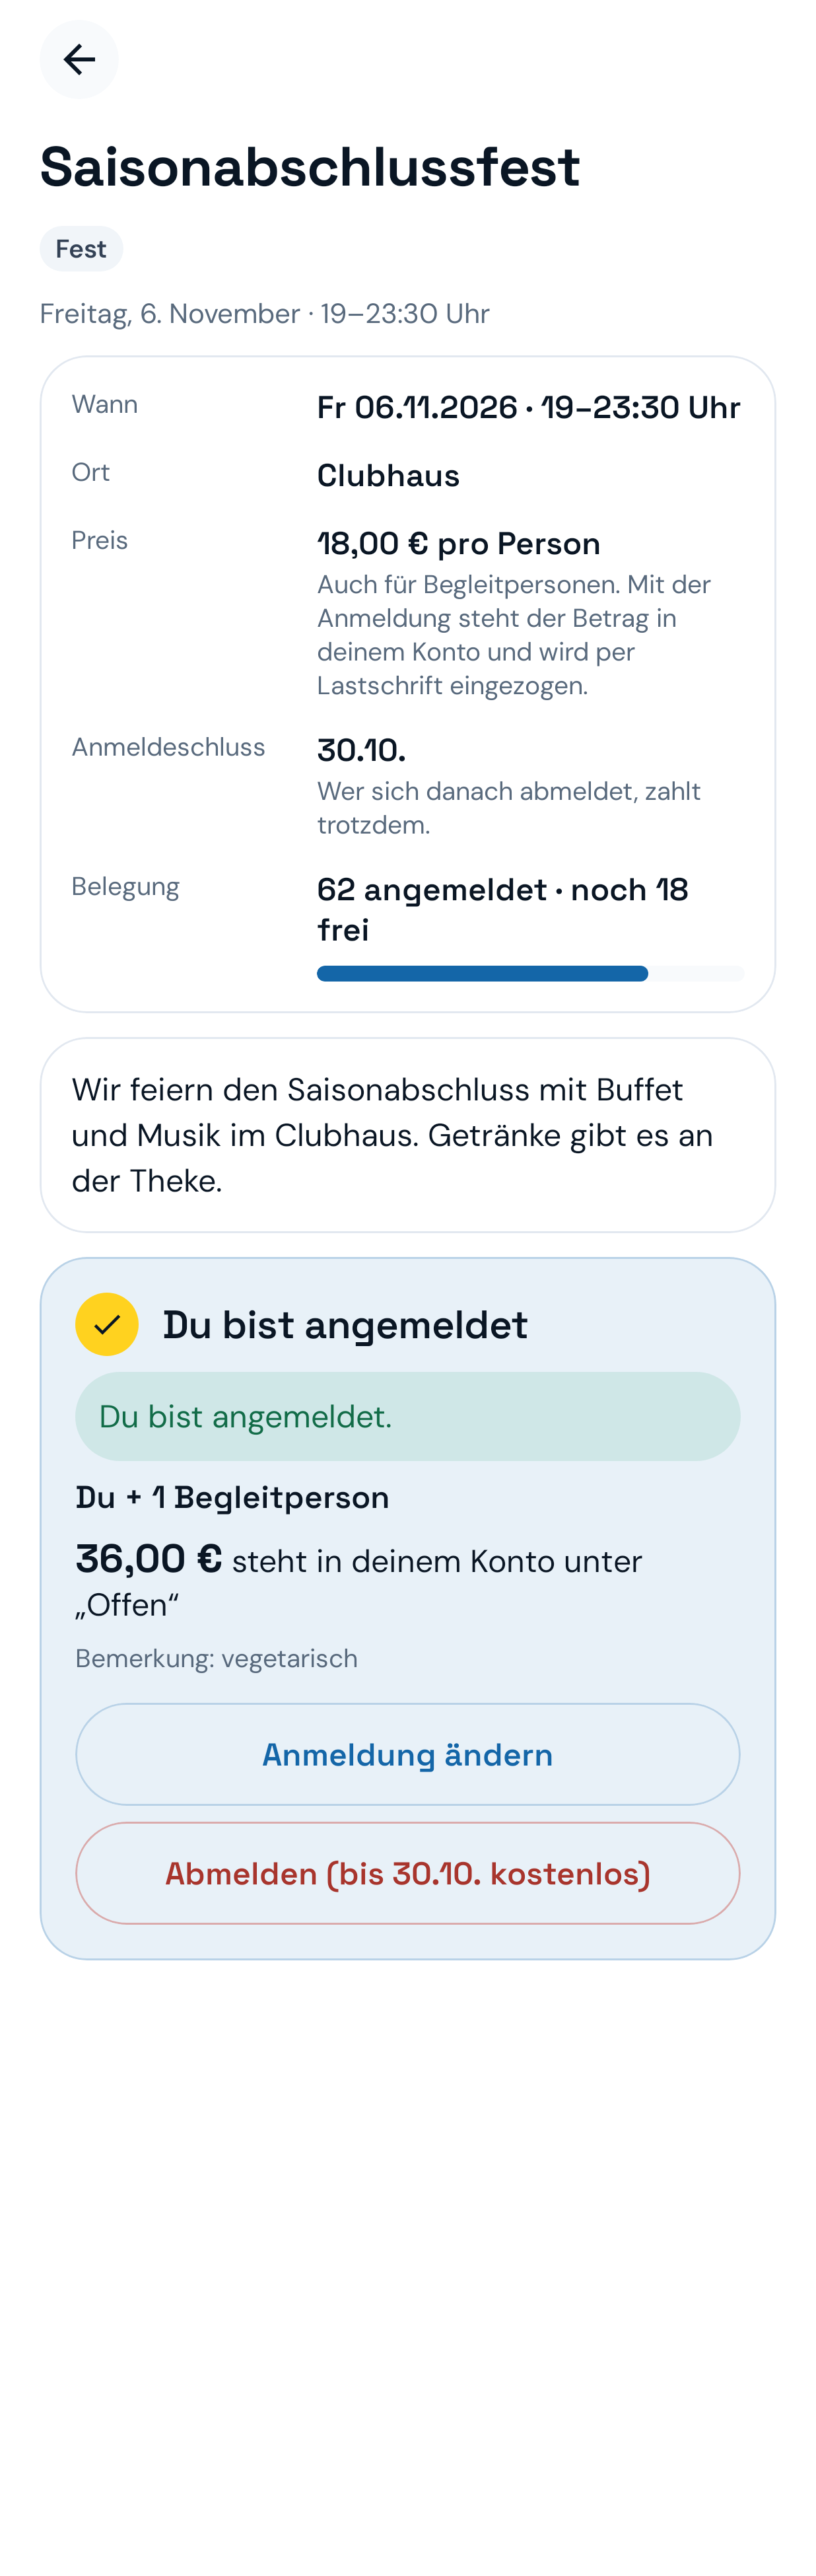 Saisonabschlussfest
Fest
Freitag, 6. November · 19–23:30 Uhr
Wann
Fr 06.11.2026 · 19–23:30 Uhr
Ort
Clubhaus
Preis
18,00 € pro Person
Auch für Begleitpersonen. Mit der
Anmeldung steht der Betrag in
deinem Konto und wird per
Lastschrift eingezogen.
Anmeldeschluss
30.10.
Wer sich danach abmeldet, zahlt
trotzdem.
Belegung
62 angemeldet · noch 18
frei
Wir feiern den Saisonabschluss mit Buffet
und Musik im Clubhaus. Getränke gibt es an
der Theke.
Du bist angemeldet
Du bist angemeldet.
Du + 1 Begleitperson
36,00 € steht in deinem Konto unter
„Offen“
Bemerkung: vegetarisch
Anmeldung ändern
Abmelden (bis 30.10. kostenlos)